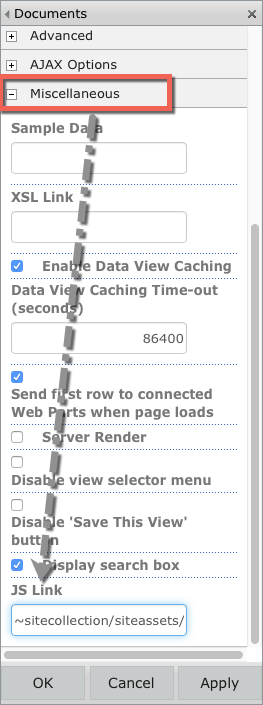 Documents
Advanced
AJAX Options
Miscellaneous
Sample Data
XSL Link
Enable Data View Caching
Data View Caching Time-out
(seconds)
86400
Send first row to connected
Web Parts when page loads
Server Render
Disable view selector menu
Disable 'Save This View'
button
Display search box
JS Link
~sitecollection/siteassets/
OK
Cancel
Apply